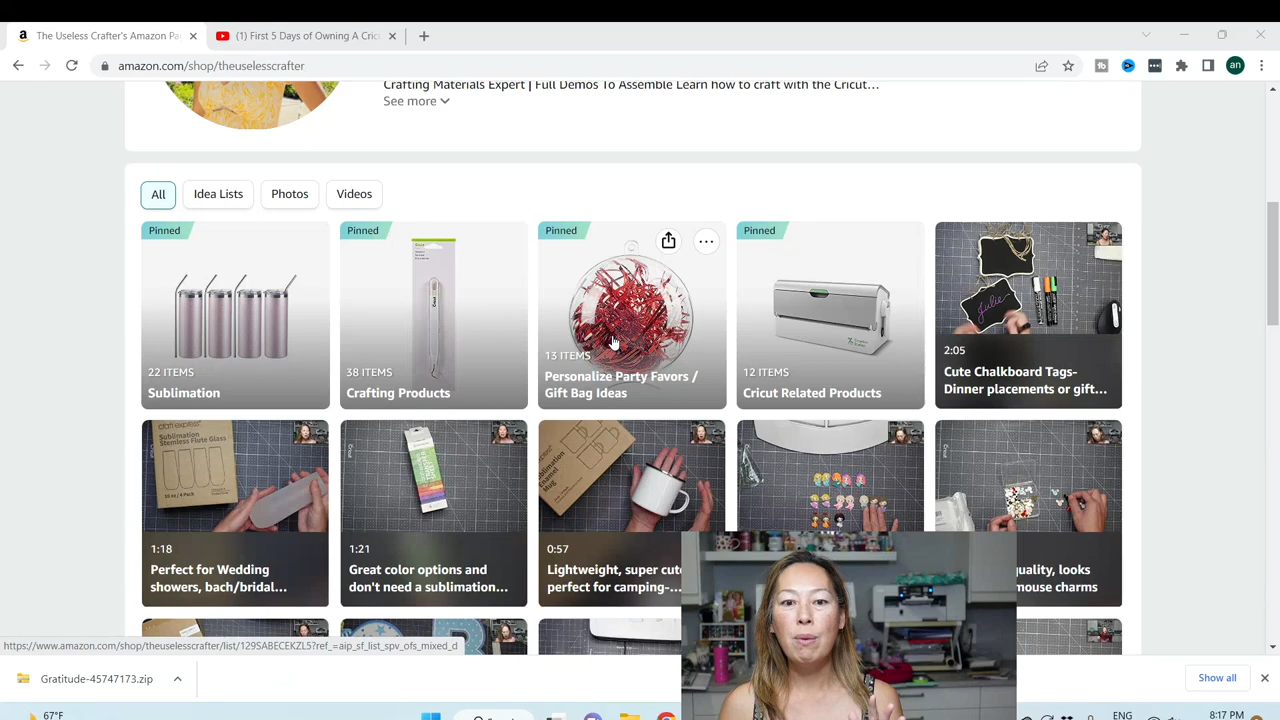 The Useless Crafter's Amazon Pa
(1) First 5 Days of Owning A Cric
amazon.com/shop/theuselesscrafter
an
Crafting Materials Expert | Full Demos To Assemble Learn how to craft with the Cricut…
See more
All
Idea Lists
Photos
Videos
Pinned
22 ITEMS
Sublimation
Pinned
38 ITEMS
Crafting Products
Pinned
13 ITEMS
Personalize Party Favors /
Gift Bag Ideas
Pinned
12 ITEMS
Cricut Related Products
2:05
Cute Chalkboard Tags-
Dinner placements or gift...
1:18
Perfect for Wedding
showers, bach/bridal...
1:21
Great color options and
don't need a sublimation...
0:57
Lightweight, super cut
perfect for camping-
quality, looks
mouse charms
https://www.amazon.com/shop/theuselesscrafter/list/129SABECEKZL5?ref_=aip_sf_list_spv_ofs_mixed_d
Gratitude-45747173.zip
Show all
67°F
ENG
8:17 PM